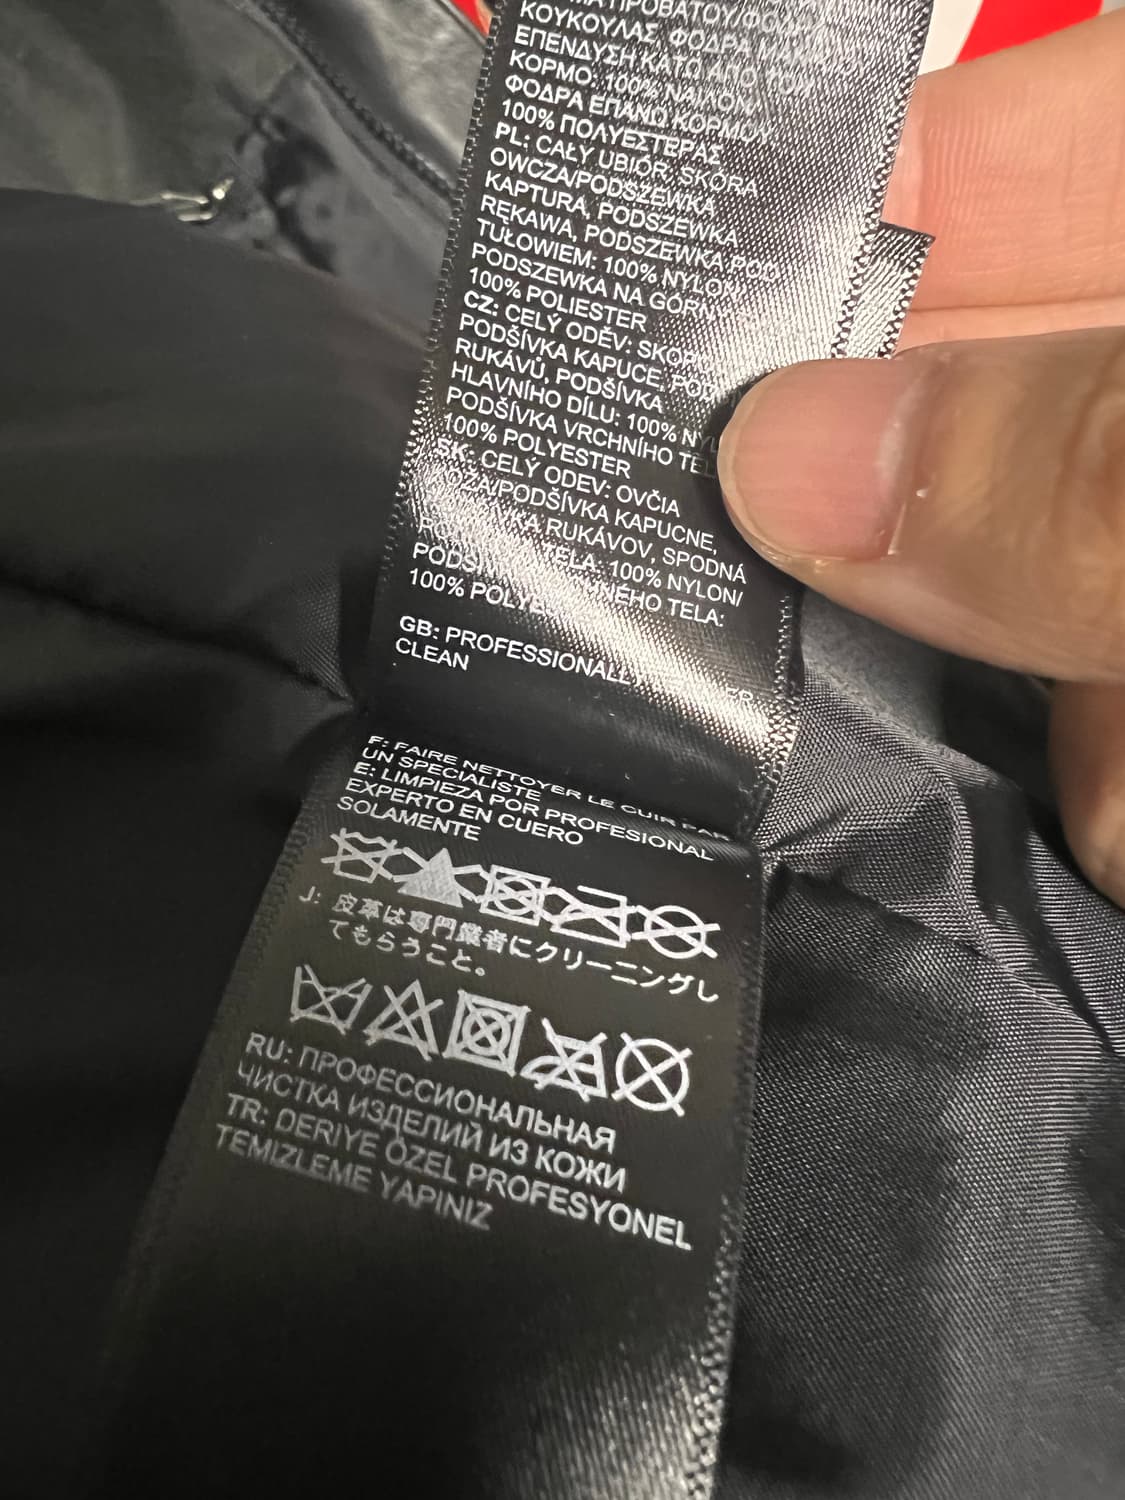 ΚΟΥΚΟΥΛΑΣ, ΦΟΔΡΑ
ΕΠΕΝΔΥΣΗ ΚΑΤΩ ΑΠΟ ΤΟΝ
ΚΟΡΜΟ: 100% ΝΑΙΛΟΝ/
ΦΟΔΡΑ ΕΠΑΝΩ ΚΟΡΜΟΥ:
100% ΠΟΛΥΕΣΤΕΡΑΣ
PL: CAŁY UBIÓR: SKÓRA
OWCZA/PODSZEWKA
KAPTURA, PODSZEWKA
RĘKAWA, PODSZEWKA POD
TUŁOWIEM: 100% NYLON/
PODSZEWKA NA GÓRNY
100% POLIESTER
CZ: CELÝ ODĚV:
PODŠÍVKA KAPUCE,
RUKÁVŮ, PODŠÍVKA
HLAVNÍHO DÍLU: 100%
PODŠÍVKA VRCHNÍHO
100% POLYESTER
SK: CELÝ ODEV: OVČIA
KOŽA/PODŠÍVKA KAPUCNE,
RUKÁVOV, SPODNÁ
TELA: 100% NYLON/
TELA:
100%
GB: PROFESSIONALLY
CLEAN
F: FAIRE NETTOYER LE CUIR PAR
UN SPECIALISTE
E: LIMPIEZA POR PROFESIONAL
EXPERTO EN CUERO
SOLAMENTE
J: 皮革は専門業者にクリーニングし
てもらうこと。
RU: ПРОФЕССИОНАЛЬНАЯ
ЧИСТКА ИЗДЕЛИЙ ИЗ КОЖИ
TR: DERIYE ÖZEL PROFESYONEL
TEMIZLEME YAPINIZ